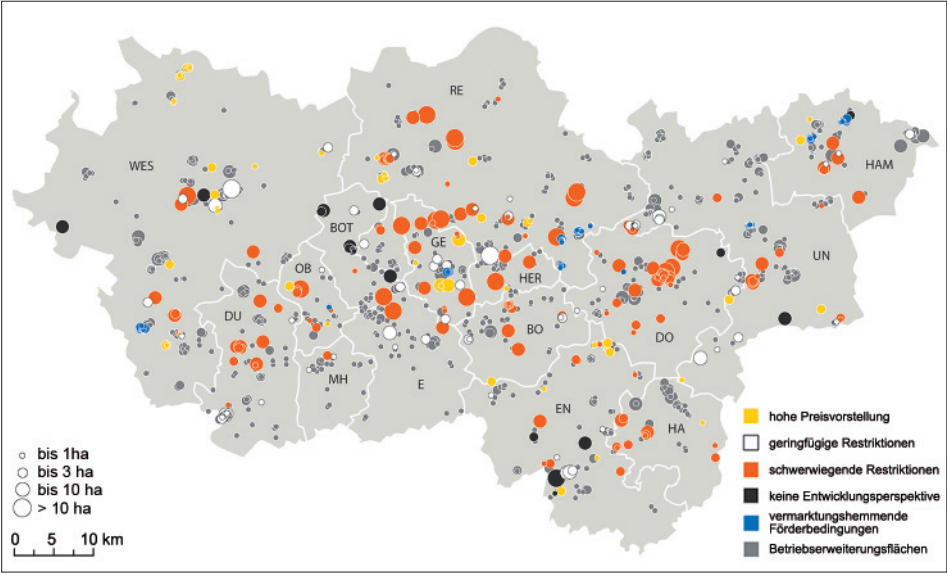 RE
WES
HAM
BOT
GE
UN
OB
HER
DU
BO
DO
MH
E
EN
HA
hohe Preisvorstellung
geringfügige Restriktionen
schwerwiegende Restriktionen
keine Entwicklungsperspektive
vermarktungshemmende
Förderbedingungen
Betriebserweiterungsflächen
bis 1ha
bis 3 ha
bis 10 ha
> 10 ha
0 5 10 km